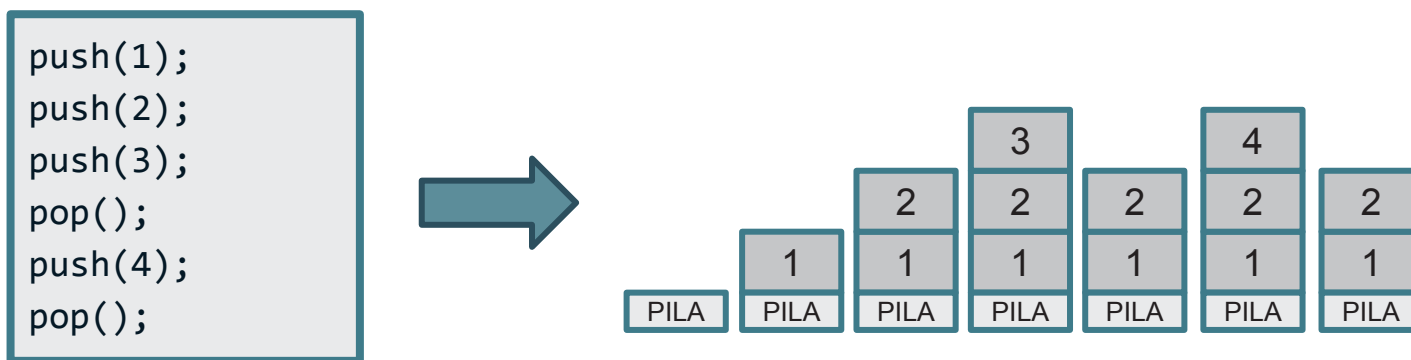 push(1);
push(2);
push(3);
pop();
push(4);
pop();
3 4
2 2 2 2 2
1 1 1 1 1 1
PILA PILA PILA PILA PILA PILA PILA